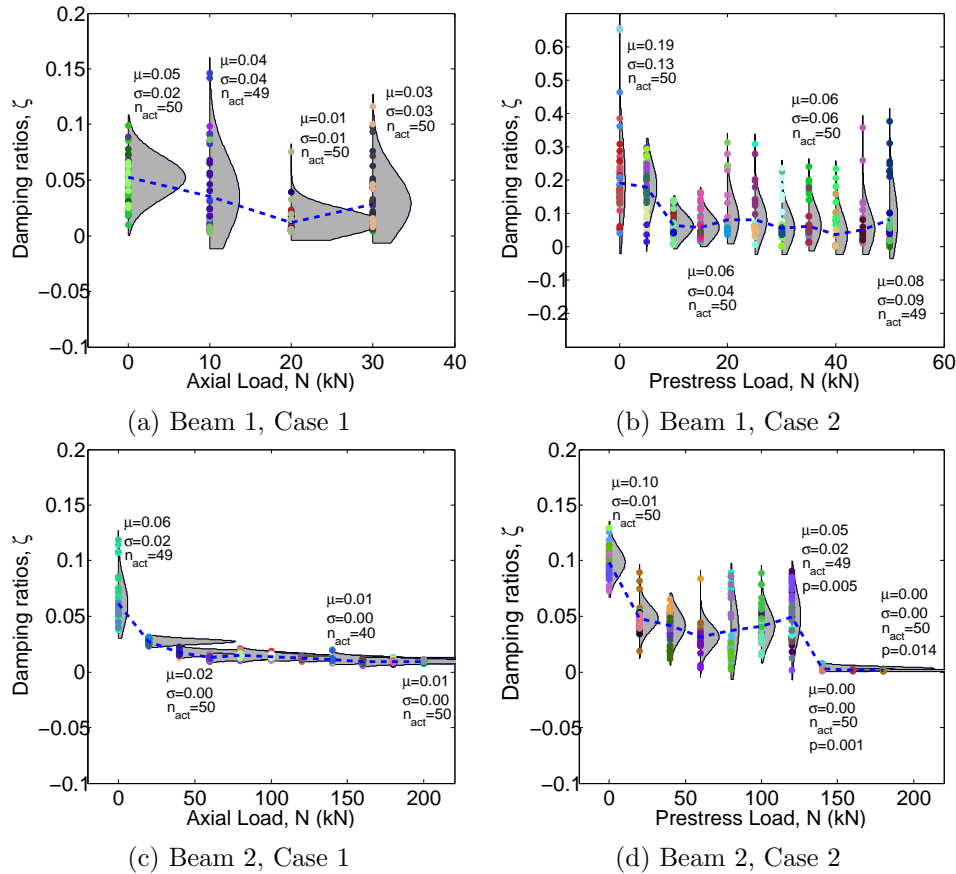 0.2
0.15
0.1
0.05
0
−0.05
−0.1
Damping ratios, ζ
μ=0.05
σ=0.02
n_act=50
μ=0.04
σ=0.04
n_act=49
μ=0.01
σ=0.01
n_act=50
μ=0.03
σ=0.03
n_act=50
0 10 20 30 40
Axial Load, N (kN)
(a) Beam 1, Case 1
0.6
0.5
0.4
0.3
0.2
0.1
0
−0.1
−0.2
Damping ratios, ζ
μ=0.19
σ=0.13
n_act=50
μ=0.06
σ=0.06
n_act=50
μ=0.06
σ=0.04
n_act=50
μ=0.08
σ=0.09
n_act=49
0 20 40 60
Prestress Load, N (kN)
(b) Beam 1, Case 2
0.2
0.15
0.1
0.05
0
−0.05
−0.1
Damping ratios, ζ
μ=0.06
σ=0.02
n_act=49
μ=0.01
σ=0.00
n_act=40
μ=0.02
σ=0.00
n_act=50
μ=0.01
σ=0.00
n_act=50
0 50 100 150 200
Axial Load, N (kN)
(c) Beam 2, Case 1
0.2
0.15
0.1
0.05
0
−0.05
−0.1
Damping ratios, ζ
μ=0.10
σ=0.01
n_act=50
μ=0.05
σ=0.02
n_act=49
p=0.005
μ=0.00
σ=0.00
n_act=50
p=0.014
μ=0.00
σ=0.00
n_act=50
p=0.001
0 50 100 150 200
Prestress Load, N (kN)
(d) Beam 2, Case 2